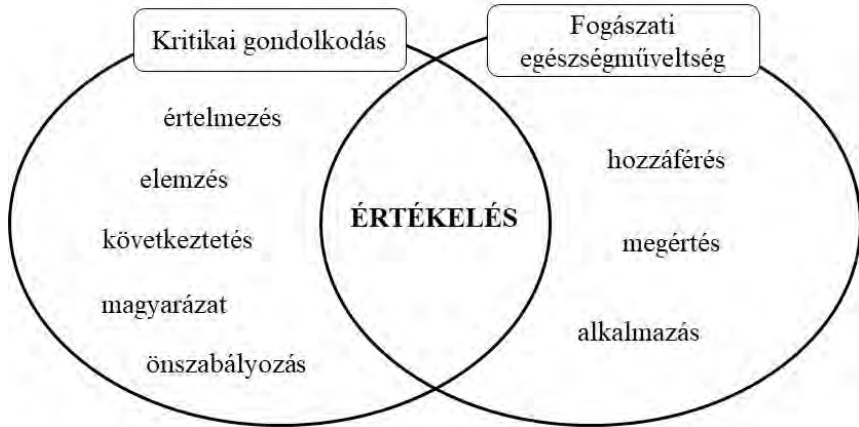 Kritikai gondolkodás
értelmezés
elemzés
következtetés
magyarázat
önszabályozás
ÉRTÉKELÉS
Fogászati
egészségműveltség
hozzáférés
megértés
alkalmazás